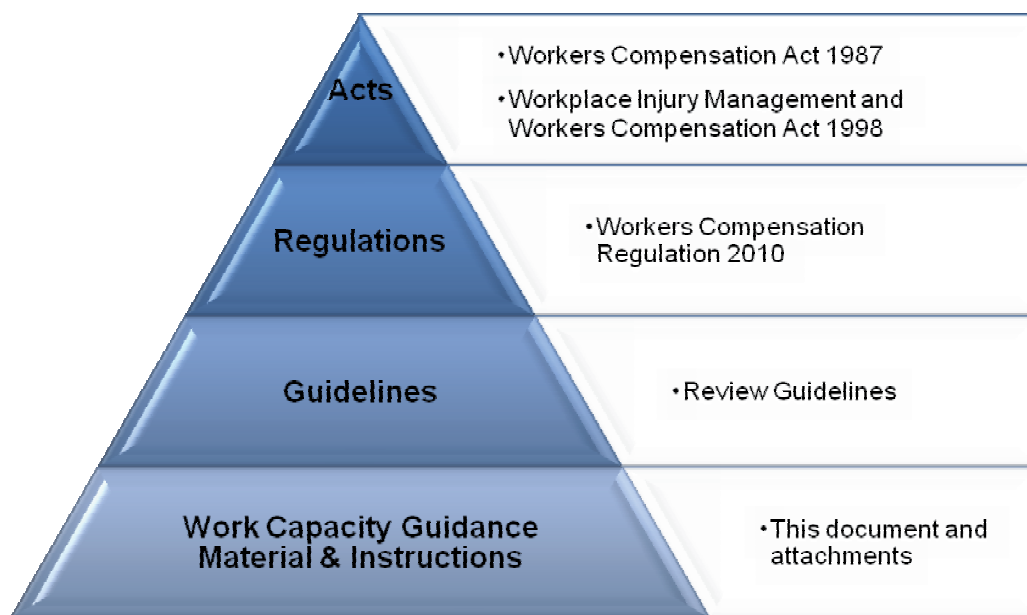 Acts
•Workers Compensation Act 1987
•Workplace Injury Management and
Workers Compensation Act 1998
Regulations
•Workers Compensation
Regulation 2010
Guidelines
•Review Guidelines
Work Capacity Guidance
Material & Instructions
•This document and
attachments